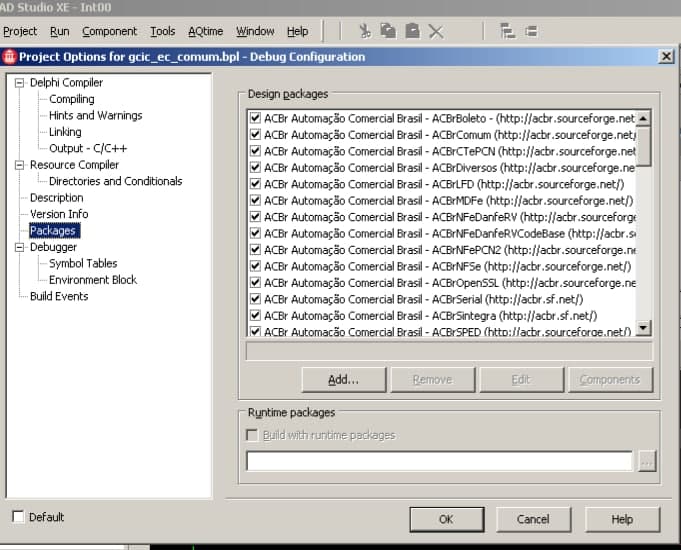 AD Studio XE - Int00
Project Run Component Tools AQtime Window Help
Project Options for gcic_ec_comum.bpl - Debug Configuration
Delphi Compiler
Compiling
Hints and Warnings
Linking
Output - C/C++
Resource Compiler
Directories and Conditionals
Description
Version Info
Packages
Debugger
Symbol Tables
Environment Block
Build Events
Design packages
ACBr Automação Comercial Brasil - ACBrBoleto - (http://acbr.sourceforge.net
ACBr Automação Comercial Brasil - ACBrComum (http://acbr.sourceforge.net/
ACBr Automação Comercial Brasil - ACBrCTePCN (http://acbr.sourceforge.net
ACBr Automação Comercial Brasil - ACBrDiversos (http://acbr.sourceforge.net
ACBr Automação Comercial Brasil - ACBrLFD (http://acbr.sourceforge.net/)
ACBr Automação Comercial Brasil - ACBrMDFe (http://acbr.sourceforge.net/)
ACBr Automação Comercial Brasil - ACBrNFeDanfeRV (http://acbr.sourceforge
ACBr Automação Comercial Brasil - ACBrNFeDanfeRVCodeBase (http://acbr.s
ACBr Automação Comercial Brasil - ACBrNFePCN2 (http://acbr.sourceforge.n
ACBr Automação Comercial Brasil - ACBrNFSe (http://acbr.sourceforge.net/)
ACBr Automação Comercial Brasil - ACBrOpenSSL (http://acbr.sourceforge.ne
ACBr Automação Comercial Brasil - ACBrSerial (http://acbr.sf.net/)
ACBr Automação Comercial Brasil - ACBrSintegra (http://acbr.sf.net/)
ACBr Automação Comercial Brasil - ACBrSPED (http://acbr.sourceforge.net/)
Add... Remove Edit Components
Runtime packages
Build with runtime packages
...
Default
OK Cancel Help